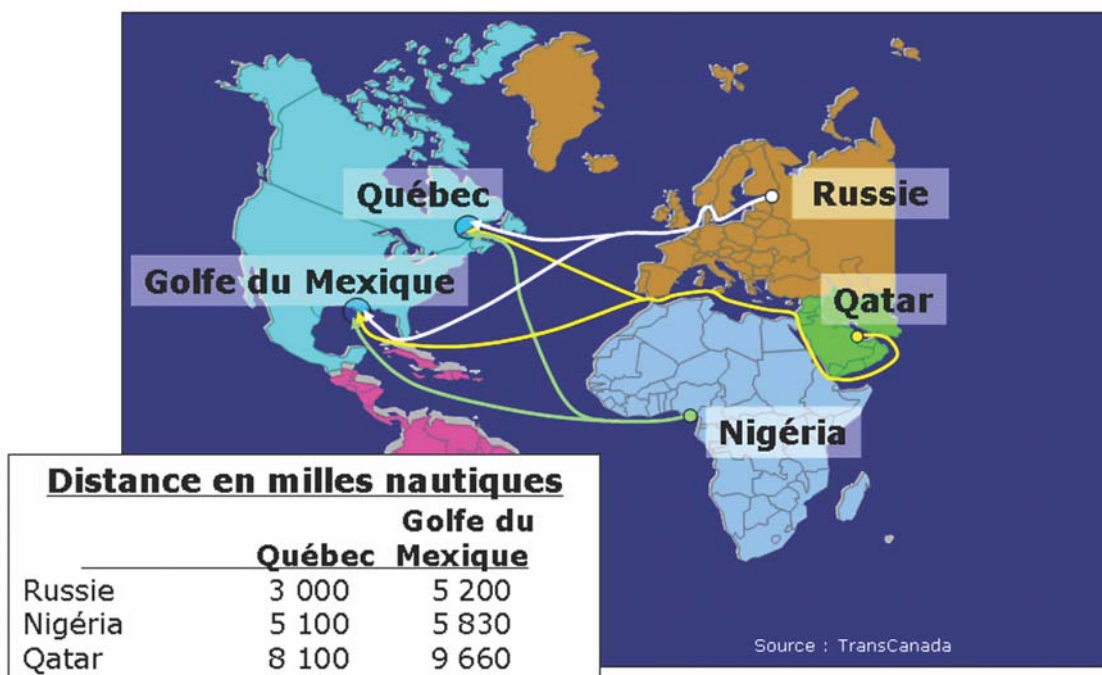 Québec
Russie
Golfe du Mexique
Qatar
Nigéria
Distance en milles nautiques
Golfe du
Québec Mexique
Russie 3 000 5 200
Nigéria 5 100 5 830
Qatar 8 100 9 660
Source : TransCanada